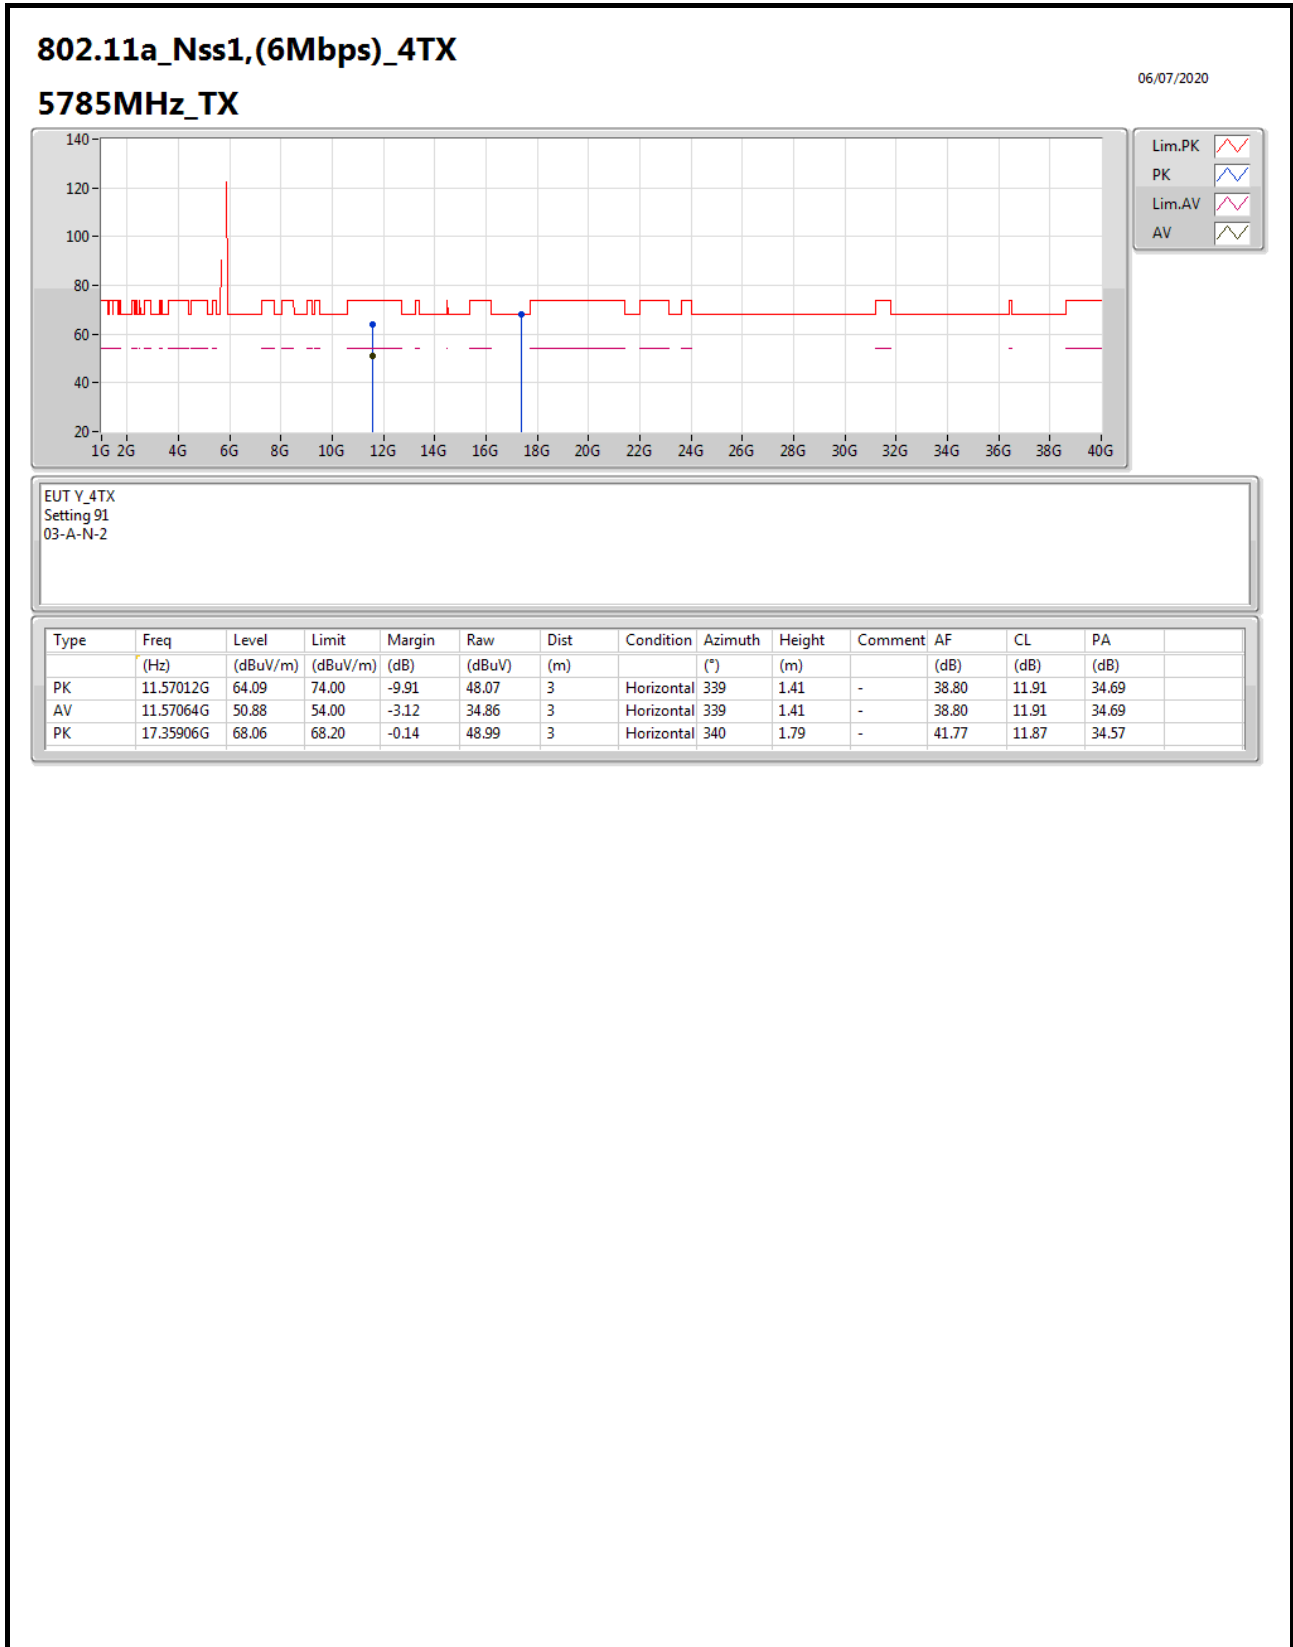 802.11a_Nss1,(6Mbps)_4TX
06/07/2020
5785MHz_TX
140
120
100
80
60
40
20
1G 2G 4G 6G 8G 10G 12G 14G 16G 18G 20G 22G 24G 26G 28G 30G 32G 34G 36G 38G 40G
Lim.PK
PK
Lim.AV
AV
EUT Y_4TX
Setting 91
03-A-N-2
Type Freq Level Limit Margin Raw Dist Condition Azimuth Height Comment AF CL PA
(Hz) (dBuV/m) (dBuV/m) (dB) (dBuV) (m) (°) (m) (dB) (dB) (dB)
PK 11.57012G 64.09 74.00 -9.91 48.07 3 Horizontal 339 1.41 - 38.80 11.91 34.69
AV 11.57064G 50.88 54.00 -3.12 34.86 3 Horizontal 339 1.41 - 38.80 11.91 34.69
PK 17.35906G 68.06 68.20 -0.14 48.99 3 Horizontal 340 1.79 - 41.77 11.87 34.57